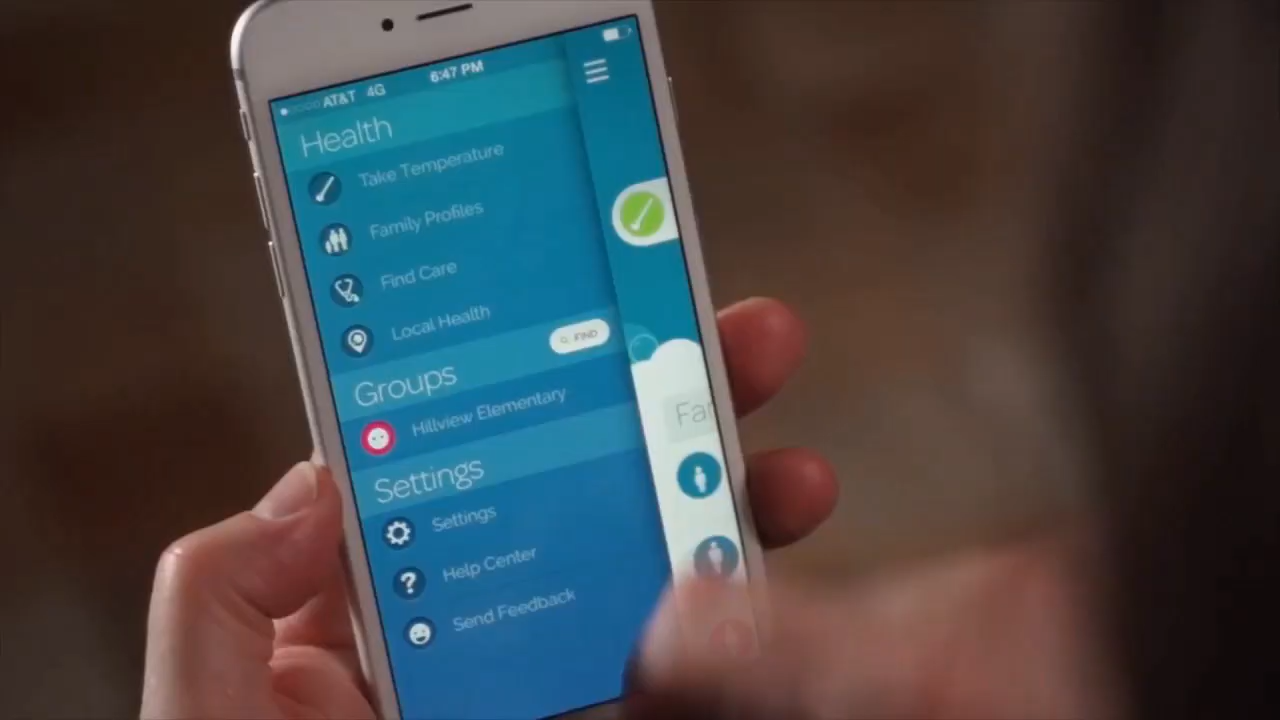 AT&T 4G 6:47 PM
Health
Take Temperature
Family Profiles
Find Care
Local Health
Groups
FIND
Hillview Elementary
Settings
Settings
Help Center
Send Feedback
Fa